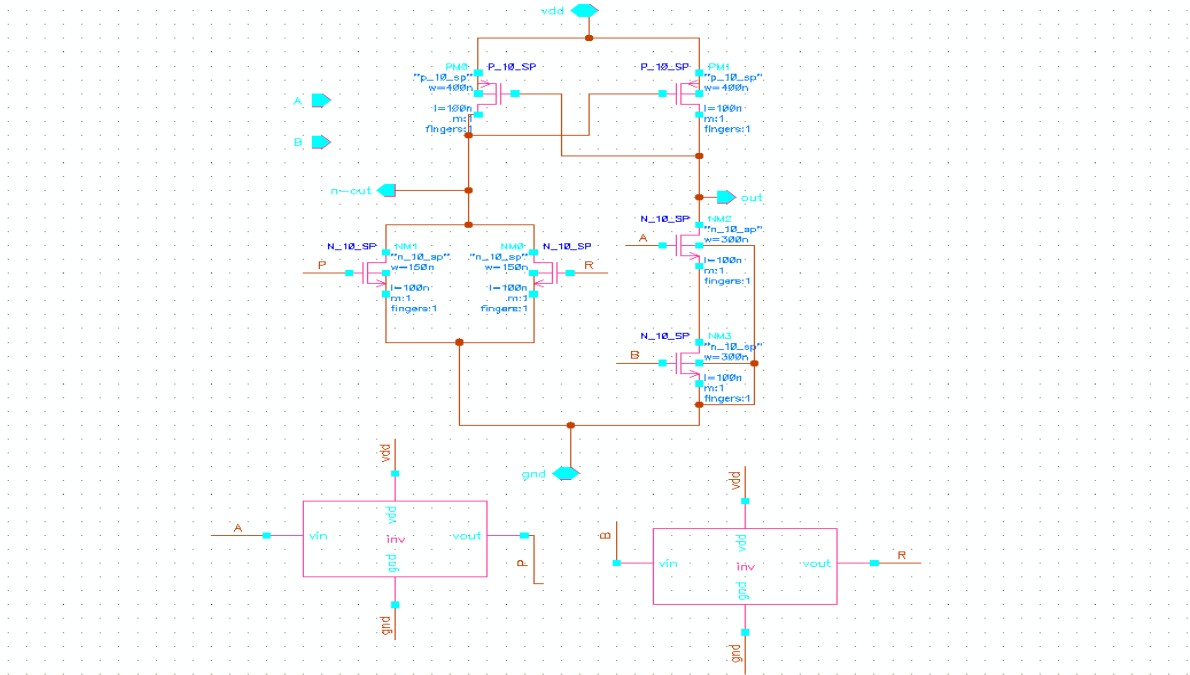 vdd
PM0
P_10_SP
"p_10_sp"
w=400n
l=100n
m:1
fingers:1
P_10_SP
PM1
"p_10_sp"
w=400n
l=100n
m:1
fingers:1
A
B
n-out
out
N_10_SP
NM1
"n_10_sp"
w=150n
l=100n
m:1
fingers:1
P
NM0
N_10_SP
"n_10_sp"
w=150n
l=100n
m:1
fingers:1
R
N_10_SP
NM2
"n_10_sp"
w=300n
l=100n
m:1
fingers:1
A
N_10_SP
NM3
"n_10_sp"
w=300n
l=100n
m:1
fingers:1
B
gnd
vdd
A
vin
vdd
inv
gnd
vout
P
gnd
vdd
B
vin
vdd
inv
gnd
vout
R
gnd